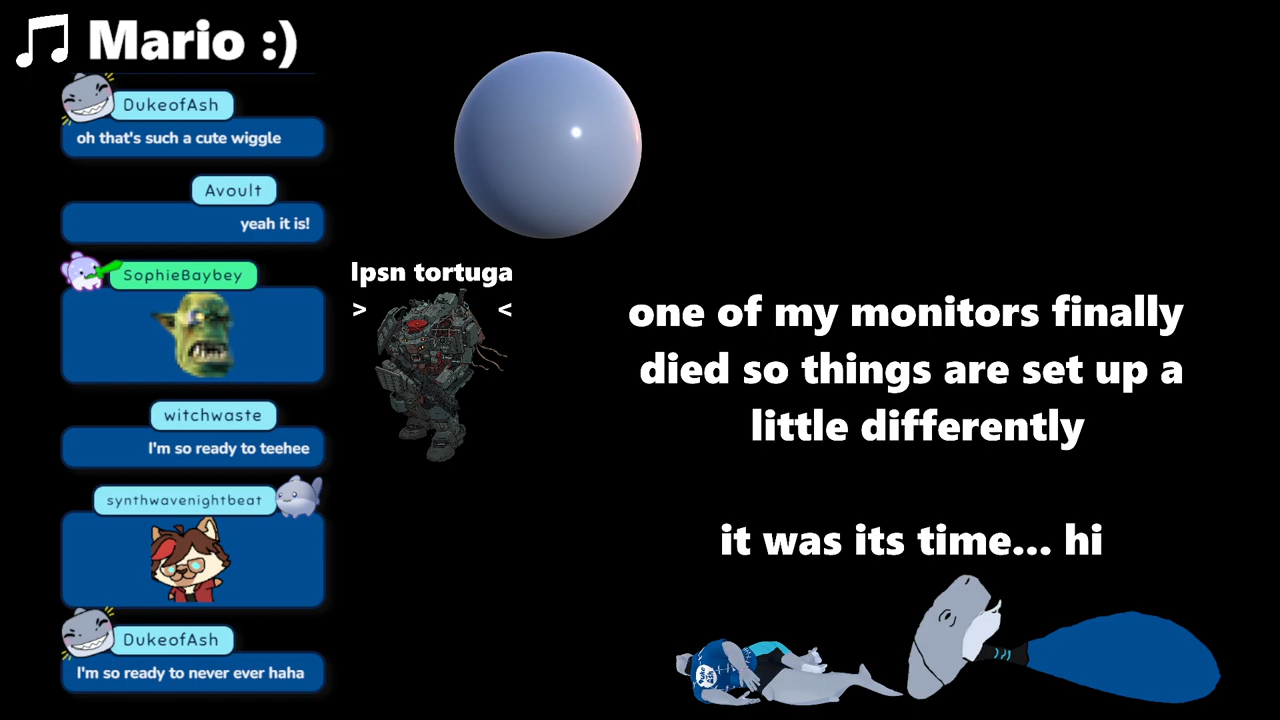 Mario :)
DukeofAsh
oh that's such a cute wiggle
Avoult
yeah it is!
SophieBaybey
witchwaste
I'm so ready to teehee
synthwavenightbeat
DukeofAsh
I'm so ready to never ever haha
lpsn tortuga
> <
one of my monitors finally
died so things are set up a
little differently
it was its time... hi